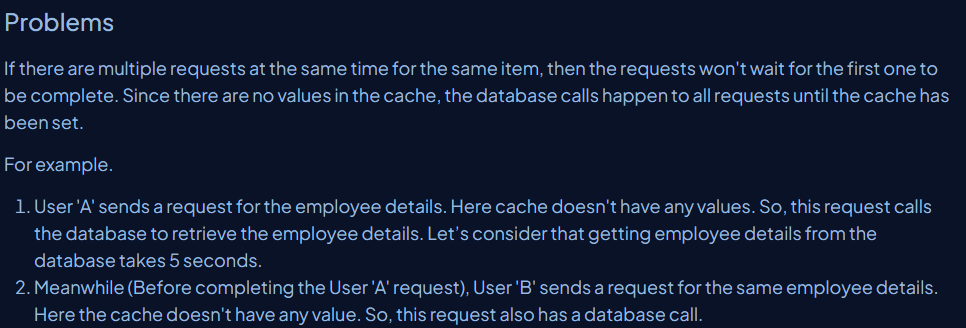 Problems
If there are multiple requests at the same time for the same item, then the requests won't wait for the first one to
be complete. Since there are no values in the cache, the database calls happen to all requests until the cache has
been set.
For example.
1. User 'A' sends a request for the employee details. Here cache doesn't have any values. So, this request calls
the database to retrieve the employee details. Let’s consider that getting employee details from the
database takes 5 seconds.
2. Meanwhile (Before completing the User 'A' request), User 'B' sends a request for the same employee details.
Here the cache doesn't have any value. So, this request also has a database call.